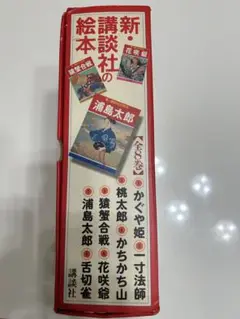 新・講談社の絵本
花咲爺
猿蟹合戦
浦島太郎
【全8巻】
かぐや姫 一寸法師
桃太郎 かちかち山
猿蟹合戦 花咲爺
浦島太郎 舌切雀
講談社